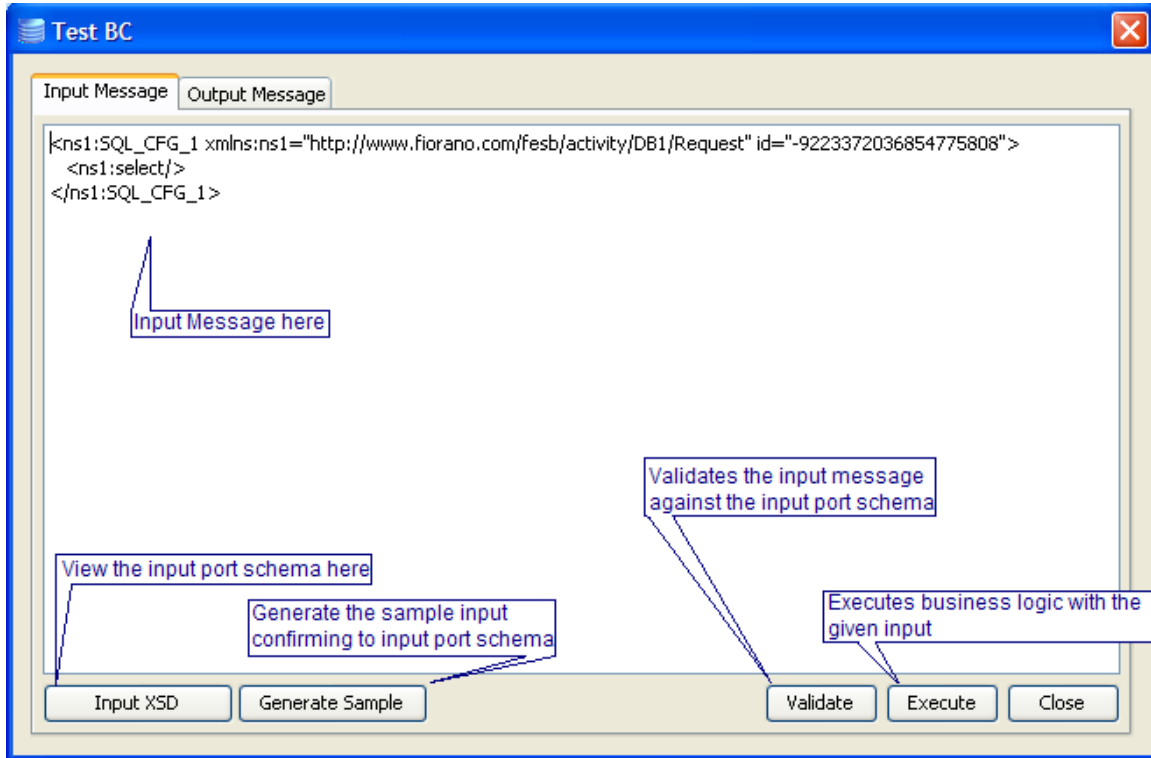 Test BC
Input Message
Output Message
<ns1:SQL_CFG_1 xmlns:ns1="http://www.fiorano.com/fesb/activity/DB1/Request" id="-9223372036854775808">
<ns1:select/>
</ns1:SQL_CFG_1>
Input Message here
Validates the input message
against the input port schema
View the input port schema here
Generate the sample input
confirming to input port schema
Executes business logic with the
given input
Input XSD
Generate Sample
Validate
Execute
Close